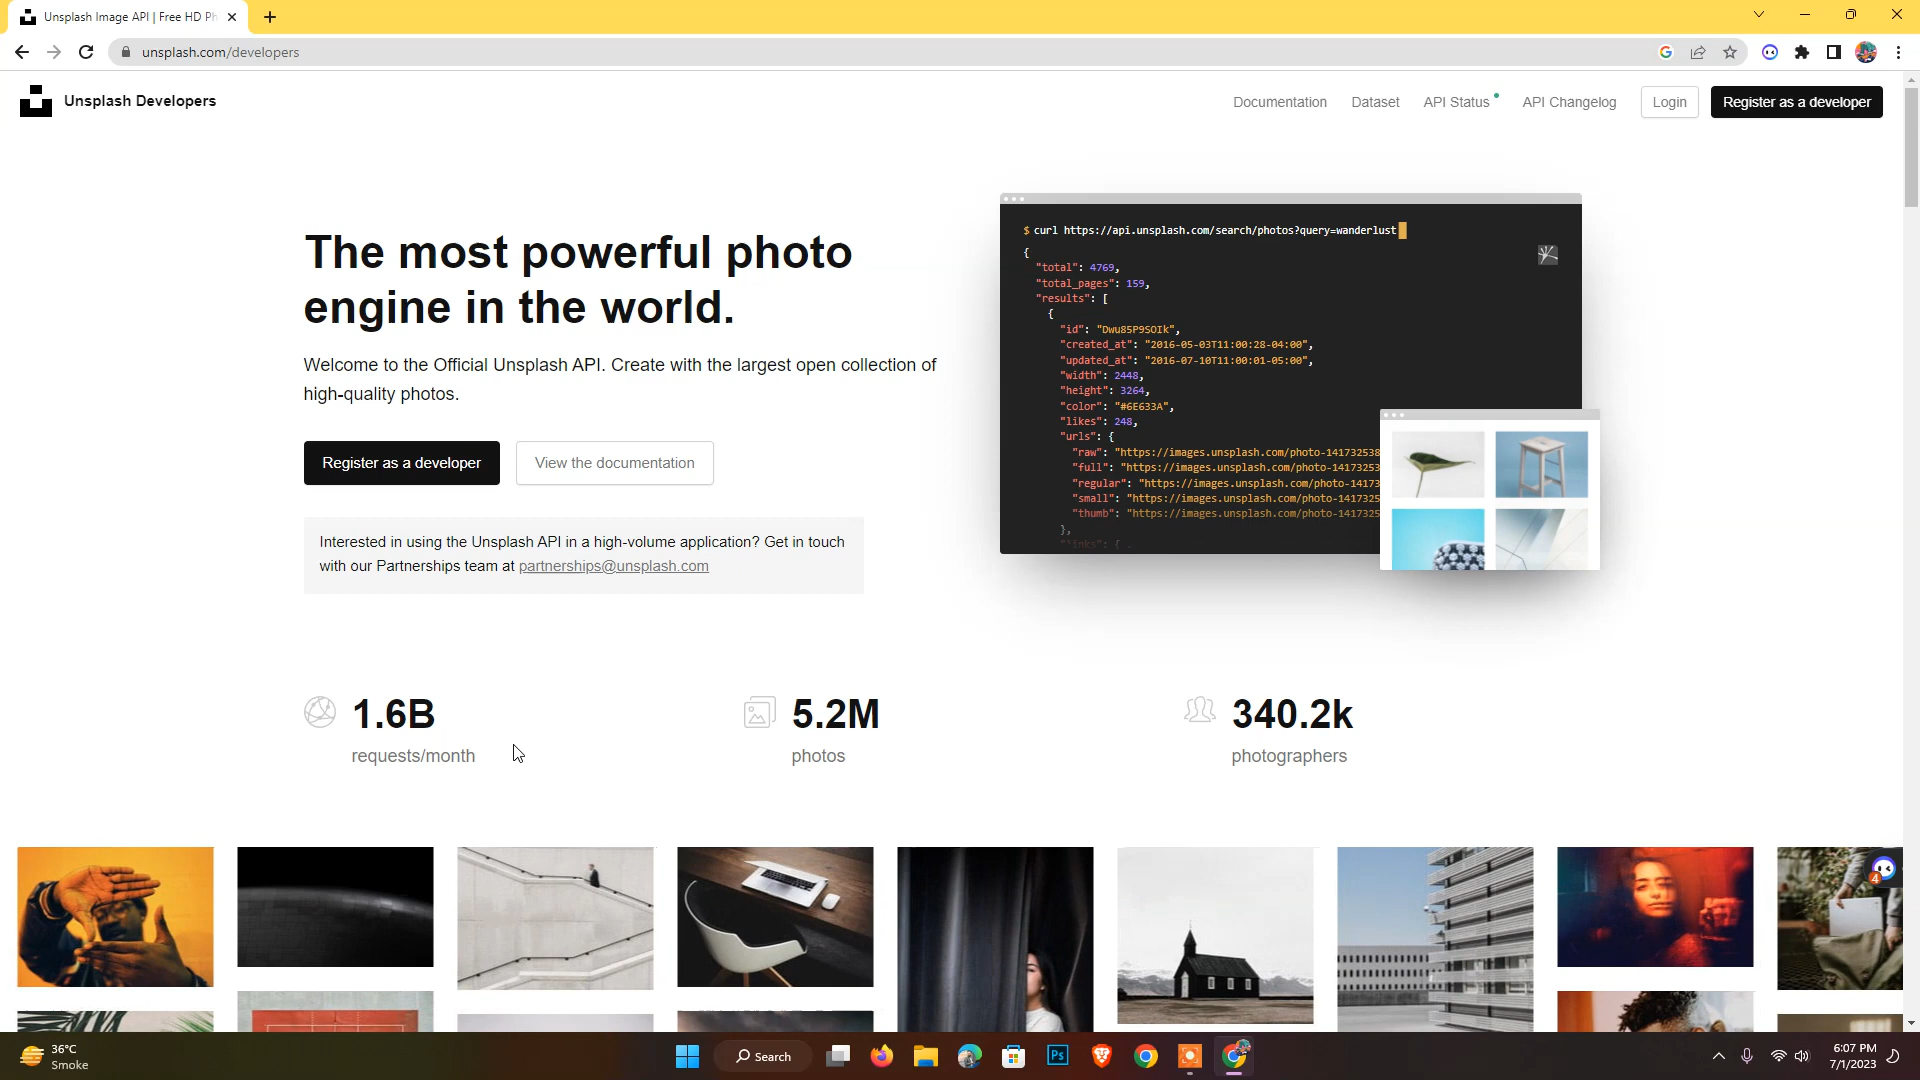 Unsplash Image API | Free HD Ph
unsplash.com/developers
Unsplash Developers
Documentation
Dataset
API Status
API Changelog
Login
Register as a developer
The most powerful photo
engine in the world.
Welcome to the Official Unsplash API. Create with the largest open collection of
high-quality photos.
Register as a developer
View the documentation
Interested in using the Unsplash API in a high-volume application? Get in touch
with our Partnerships team at partnerships@unsplash.com
$ curl https://api.unsplash.com/search/photos?query=wanderlust
{
"total": 4769,
"total_pages": 159,
"results": [
{
"id": "Dwu85P9SOIk",
"created_at": "2016-05-03T11:00:28-04:00",
"updated_at": "2016-07-10T11:00:01-05:00",
"width": 2448,
"height": 3264,
"color": "#6E633A",
"likes": 248,
"urls": {
"raw": "https://images.unsplash.com/photo-141732538
"full": "https://images.unsplash.com/photo-14173253
"regular": "https://images.unsplash.com/photo-14173
"small": "https://images.unsplash.com/photo-1417325
"thumb": "https://images.unsplash.com/photo-1417325
},
"links": { …
1.6B
requests/month
5.2M
photos
340.2k
photographers
4
36°C
Smoke
Search
Ps
6:07 PM
7/1/2023